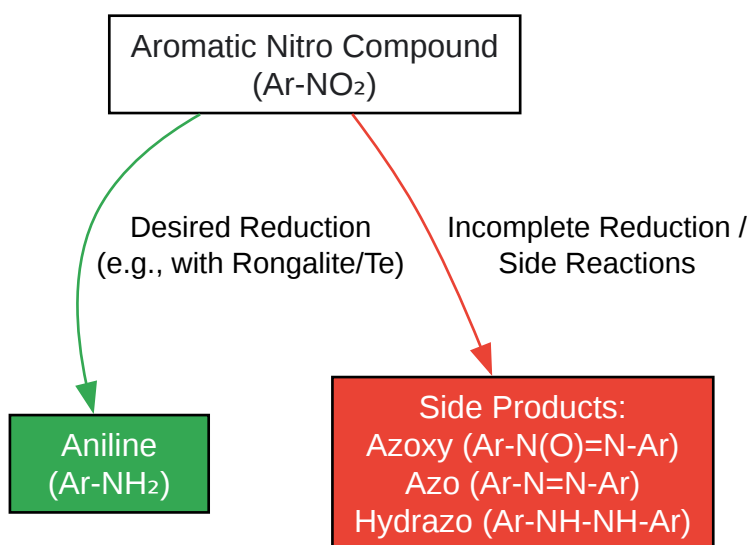 Aromatic Nitro Compound
(Ar-NO₂)
Desired Reduction
(e.g., with Rongalite/Te)
Incomplete Reduction /
Side Reactions
Aniline
(Ar-NH₂)
Side Products:
Azoxy (Ar-N(O)=N-Ar)
Azo (Ar-N=N-Ar)
Hydrazo (Ar-NH-NH-Ar)